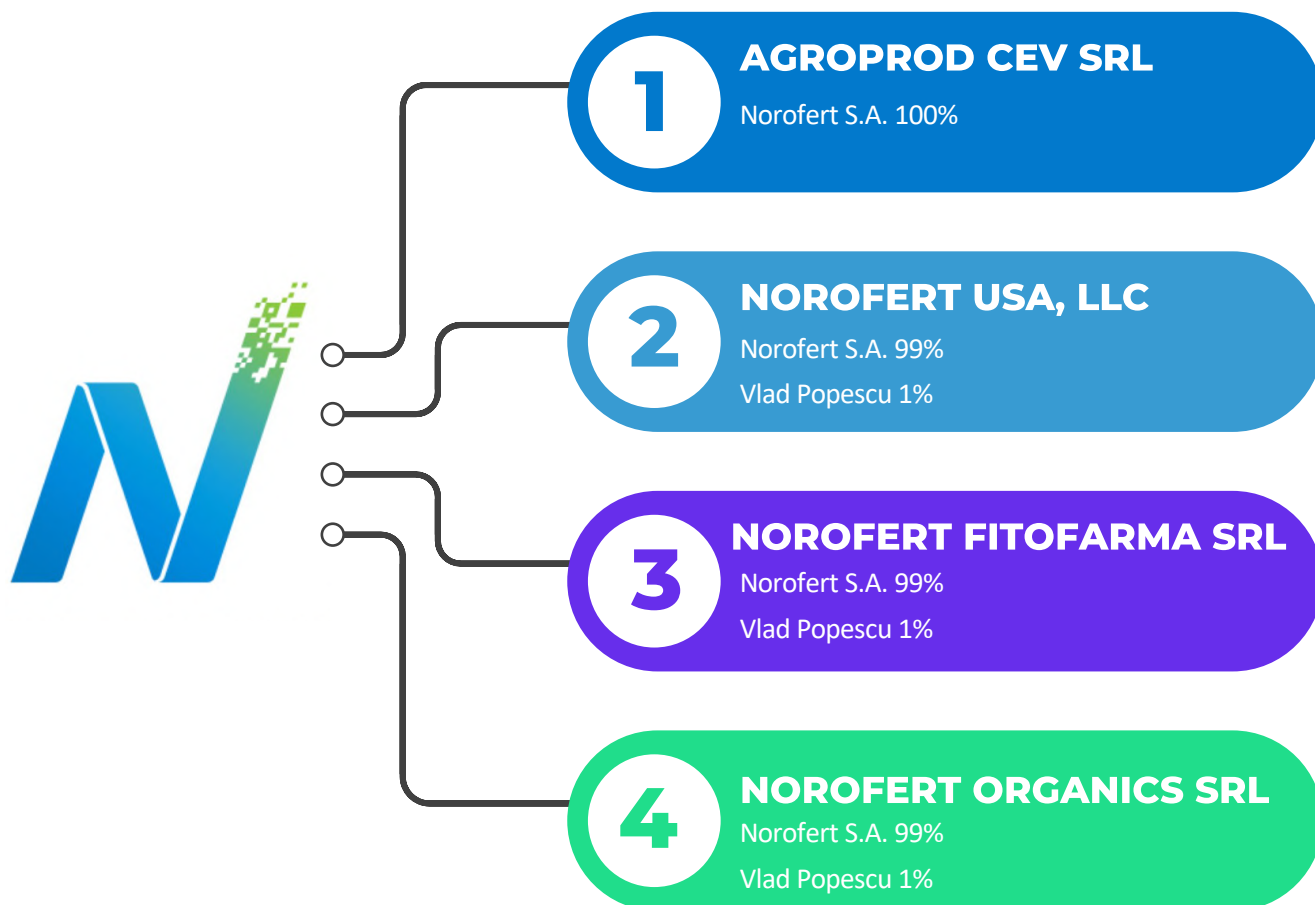 1
AGROPROD CEV SRL
Norofert S.A. 100%
2
NOROFERT USA, LLC
Norofert S.A. 99%
Vlad Popescu 1%
3
NOROFERT FITOFARMA SRL
Norofert S.A. 99%
Vlad Popescu 1%
4
NOROFERT ORGANICS SRL
Norofert S.A. 99%
Vlad Popescu 1%